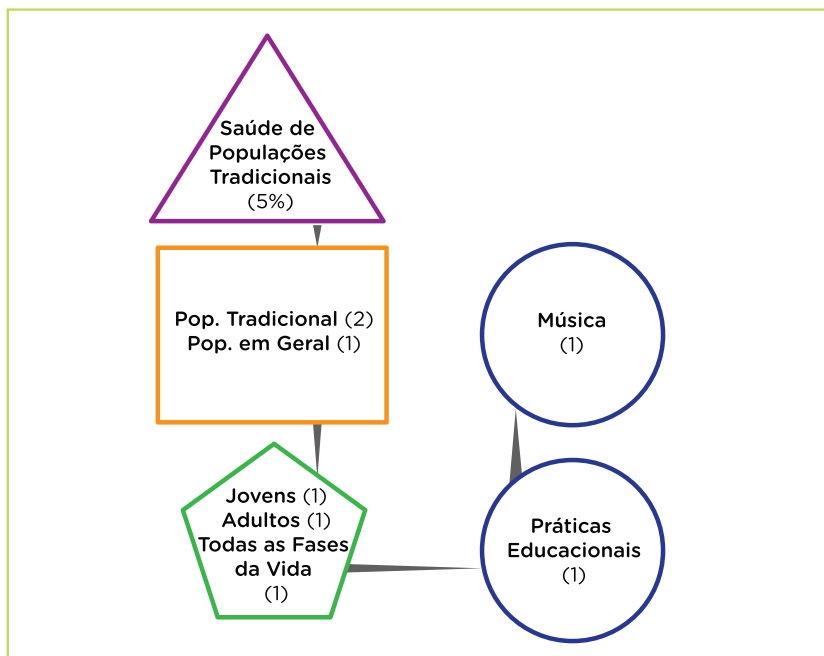 Saúde de
Populações
Tradicionais
(5%)
Pop. Tradicional (2)
Pop. em Geral (1)
Jovens (1)
Adultos (1)
Todas as Fases
da Vida
(1)
Práticas
Educacionais
(1)
Música
(1)